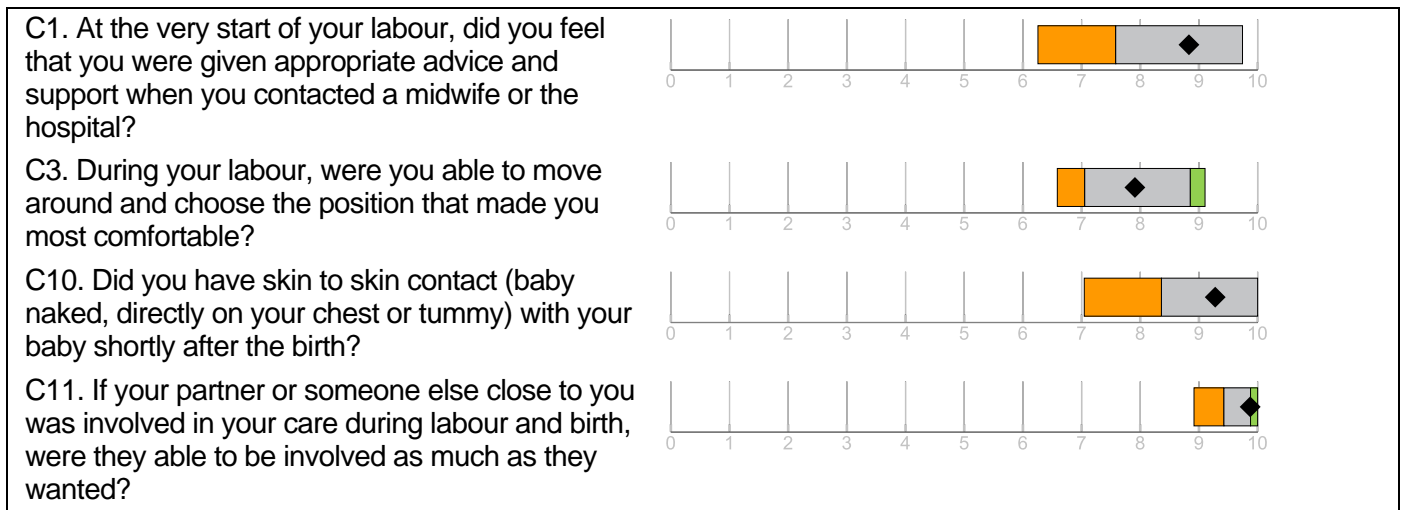 C1. At the very start of your labour, did you feel
that you were given appropriate advice and
support when you contacted a midwife or the
hospital?
0 1 2 3 4 5 6 7 8 9 10
C3. During your labour, were you able to move
around and choose the position that made you
most comfortable?
0 1 2 3 4 5 6 7 8 9 10
C10. Did you have skin to skin contact (baby
naked, directly on your chest or tummy) with your
baby shortly after the birth?
0 1 2 3 4 5 6 7 8 9 10
C11. If your partner or someone else close to you
was involved in your care during labour and birth,
were they able to be involved as much as they
wanted?
0 1 2 3 4 5 6 7 8 9 10